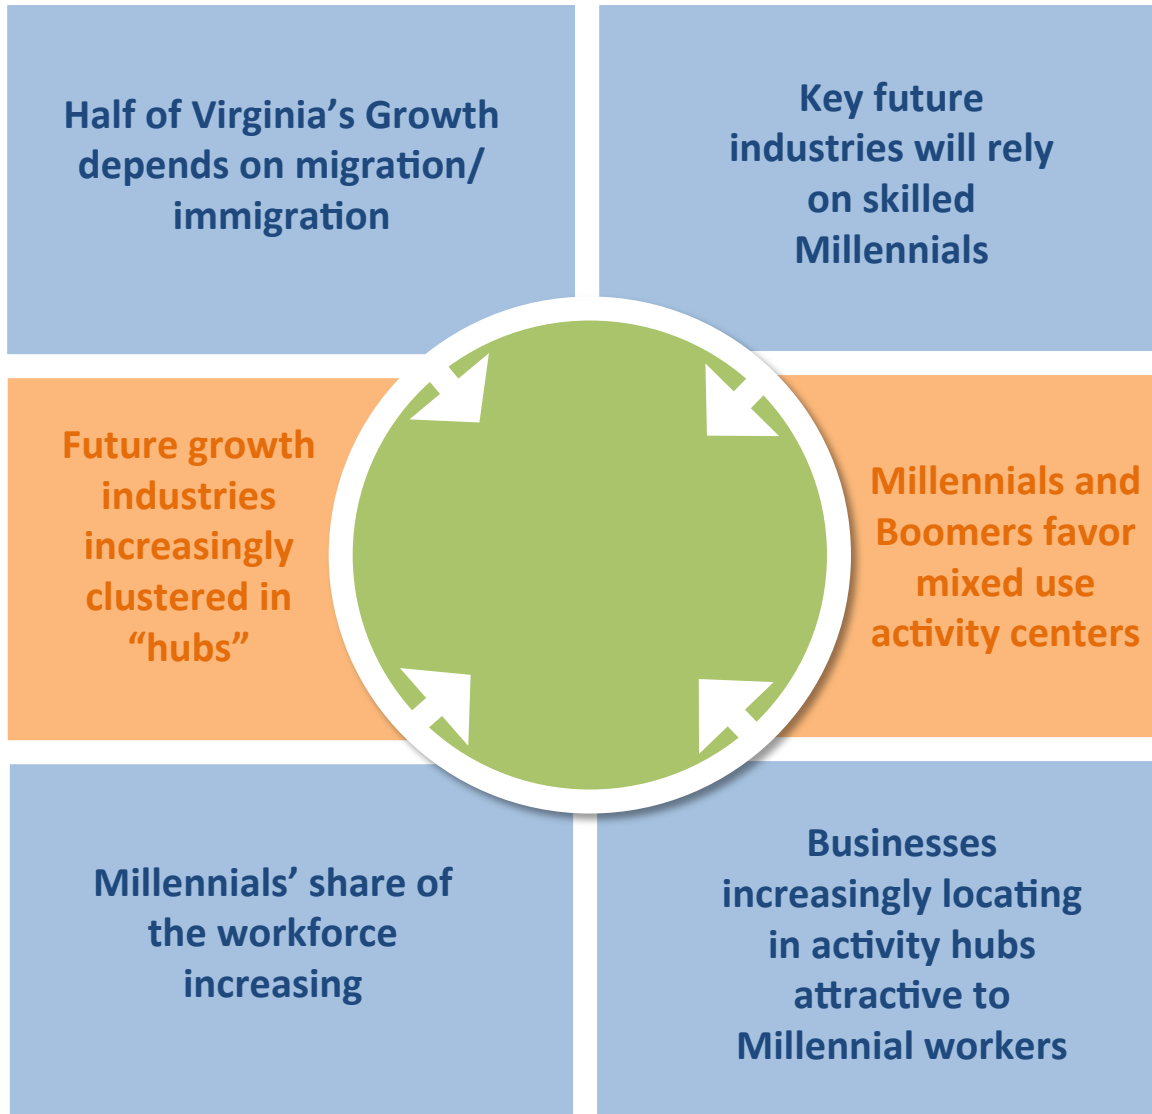 Half of Virginia’s Growth
depends on migration/
immigration
Key future
industries will rely
on skilled
Millennials
Future growth
industries
increasingly
clustered in
“hubs”
Millennials and
Boomers favor
mixed use
activity centers
Millennials’ share of
the workforce
increasing
Businesses
increasingly locating
in activity hubs
attractive to
Millennial workers